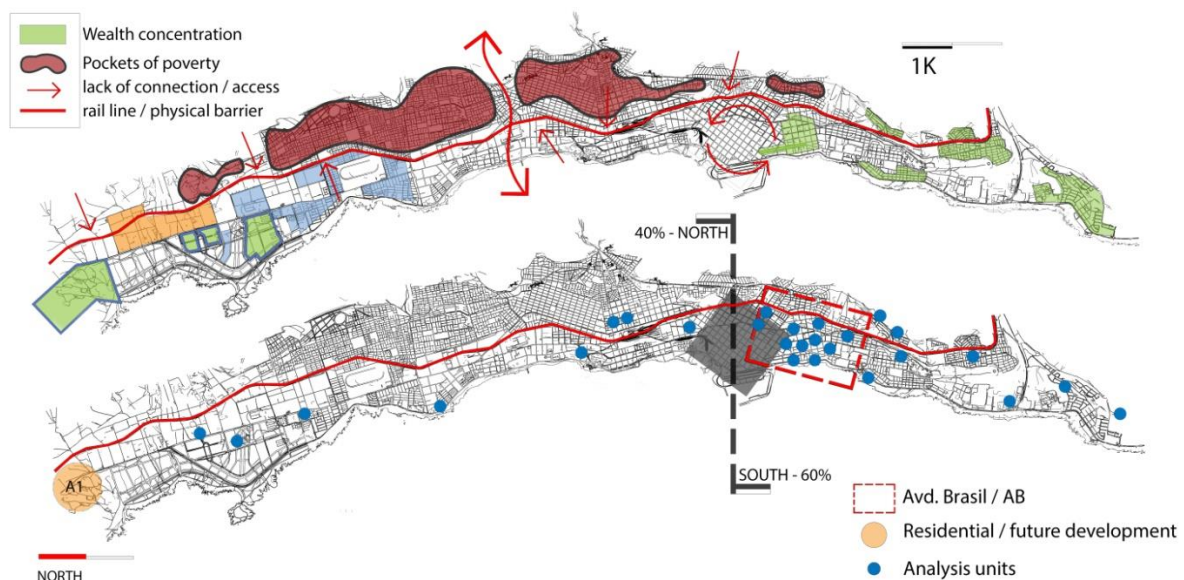 Wealth concentration
Pockets of poverty
lack of connection / access
rail line / physical barrier
1K
40% - NORTH
A1
SOUTH - 60%
Avd. Brasil / AB
Residential / future development
Analysis units
NORTH